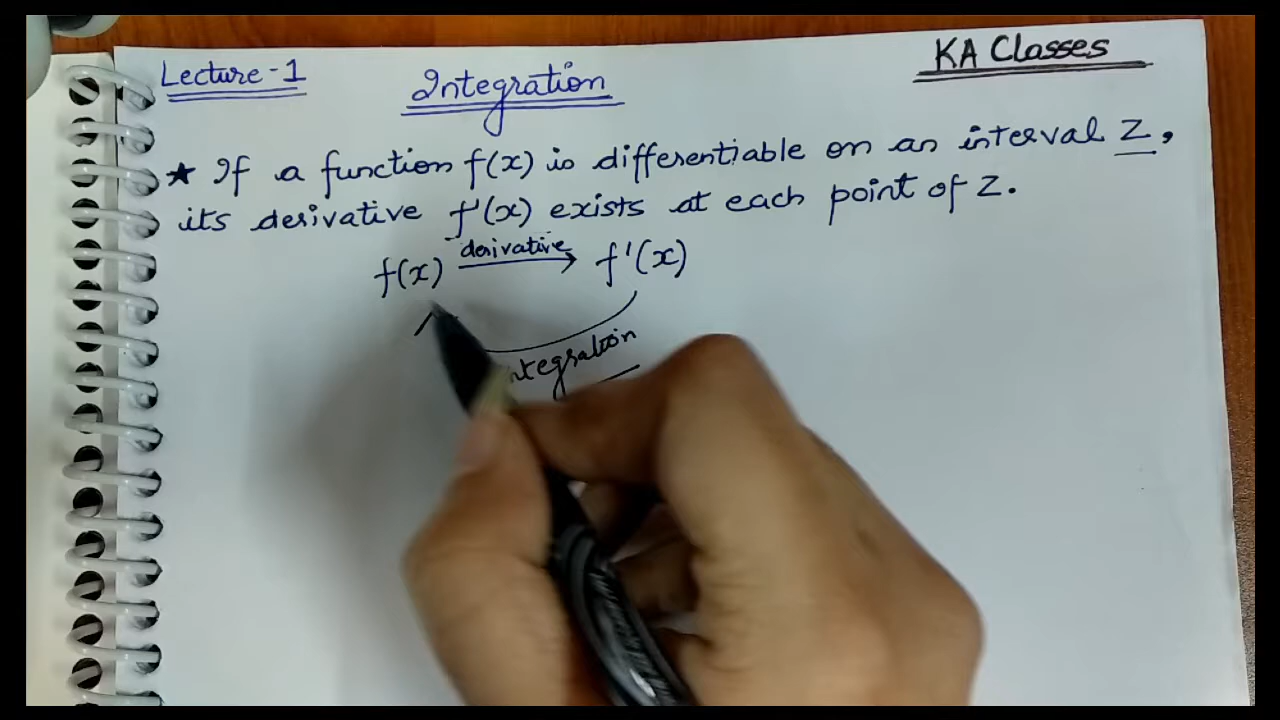 Lecture-1
Integration
KA Classes
★ If a function f(x) is differentiable on an interval Z,
its derivative f'(x) exists at each point of Z.
f(x) derivative→ f'(x)